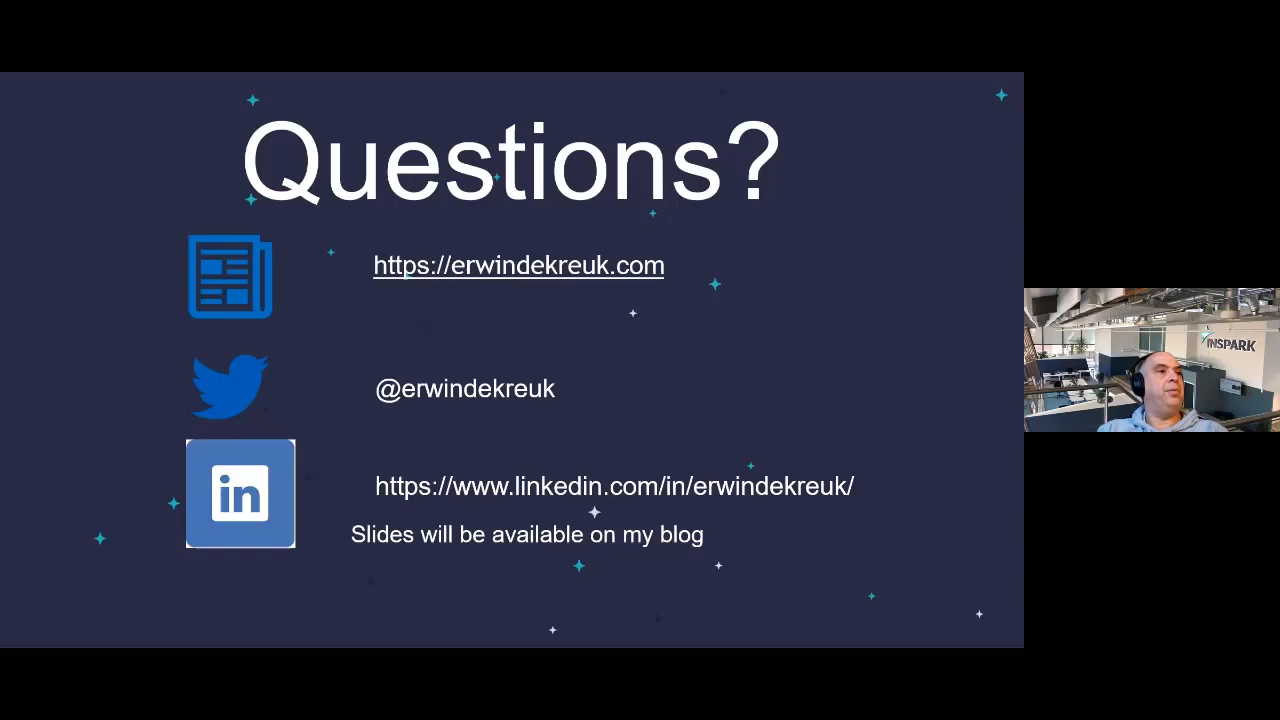 Questions?
https://erwindekreuk.com
@erwindekreuk
in
https://www.linkedin.com/in/erwindekreuk/
Slides will be available on my blog
INSPARK